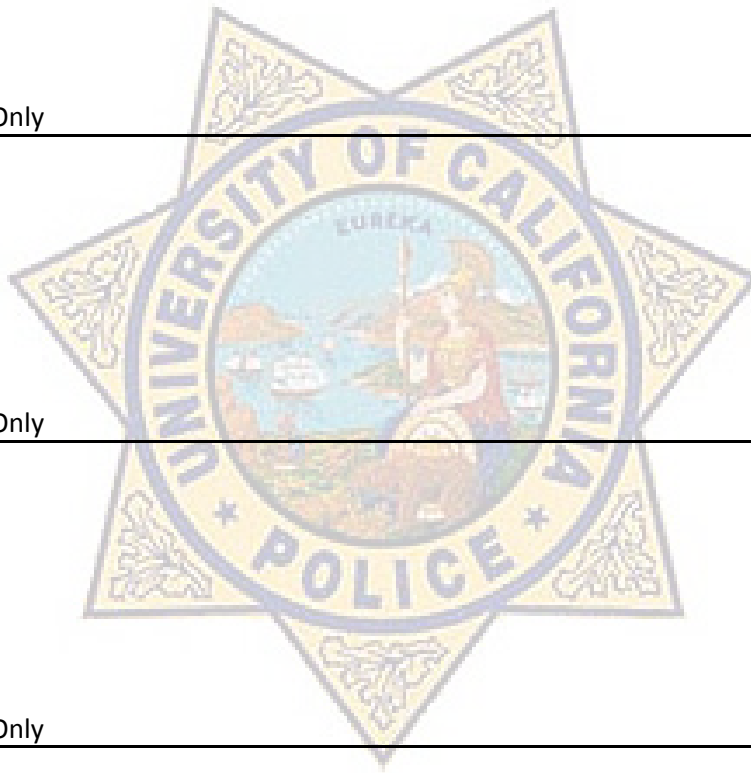 Only
UNIVERSITY OF CALIFORNIA
EUREKA
Only
POLICE
Only